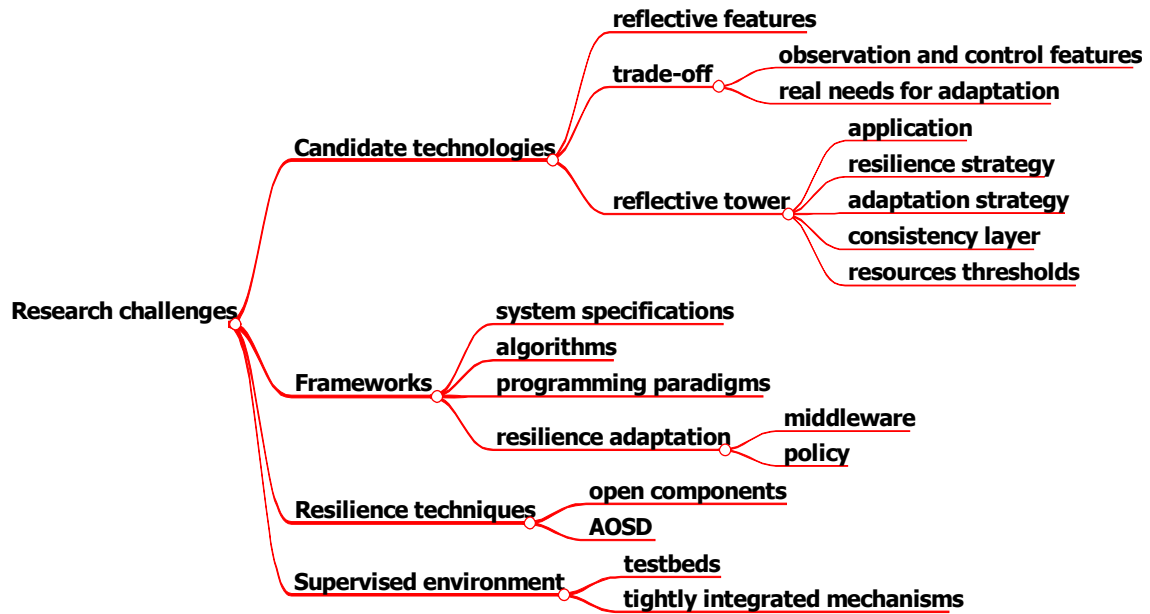 Research challenges
Candidate technologies
reflective features
trade-off
observation and control features
real needs for adaptation
reflective tower
application
resilience strategy
adaptation strategy
consistency layer
resources thresholds
Frameworks
system specifications
algorithms
programming paradigms
resilience adaptation
middleware
policy
Resilience techniques
open components
AOSD
Supervised environment
testbeds
tightly integrated mechanisms